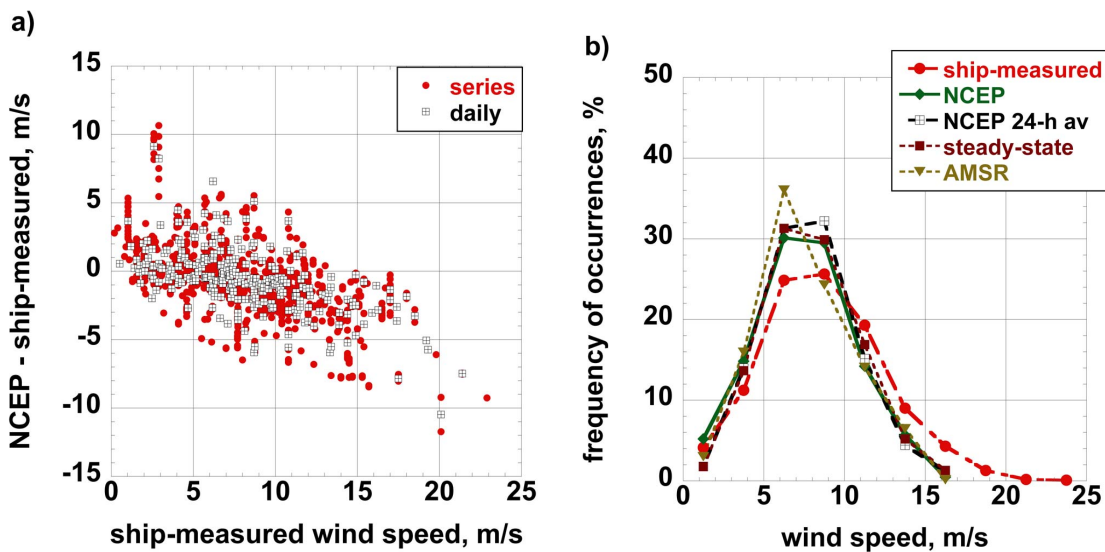 a)
NCEP - ship-measured, m/s
15
10
5
0
-5
-10
-15
series
daily
0 5 10 15 20 25
ship-measured wind speed, m/s
b)
frequency of occurrences, %
50
40
30
20
10
0
ship-measured
NCEP
NCEP 24-h av
steady-state
AMSR
0 5 10 15 20 25
wind speed, m/s